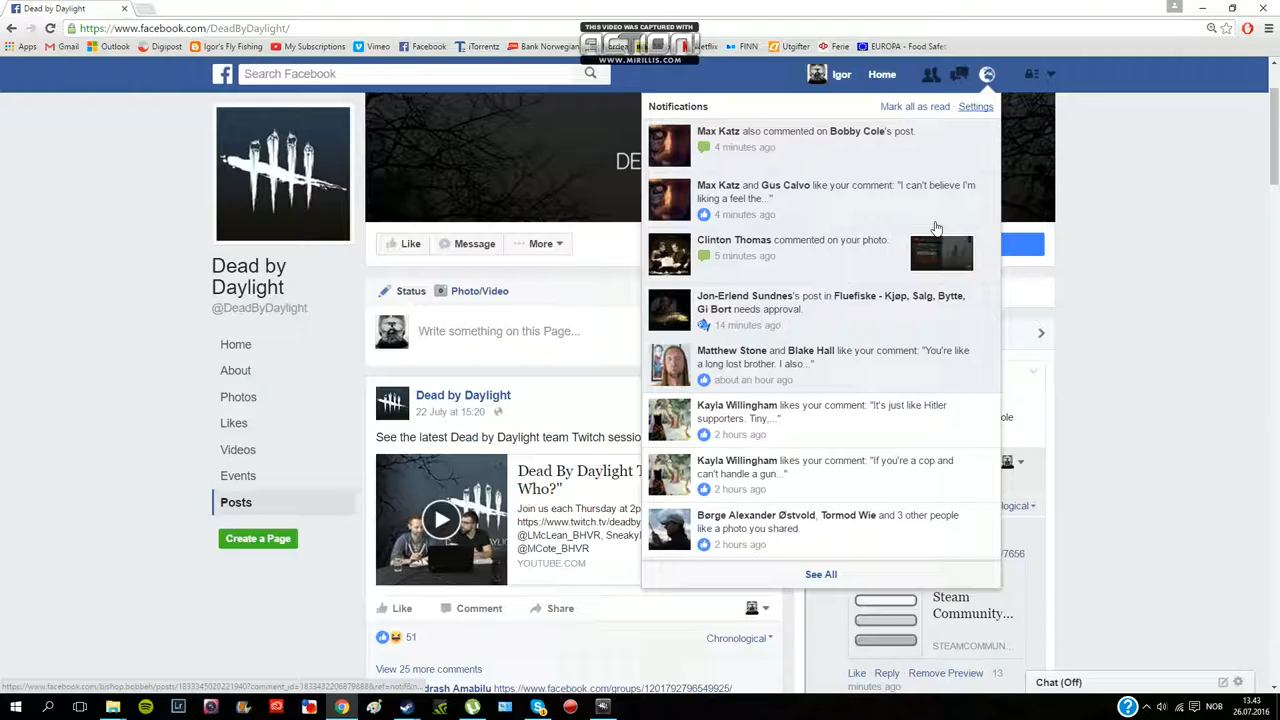 Dead By Daylight
THIS VIDEO WAS CAPTURED WITH
WWW.MIRILLIS.COM
https://www.facebook.com/DeadByDaylight/
Apps Gmail Outlook Digipost Igor's Fly Fishing My Subscriptions Vimeo Facebook iTorrentz Bank Norwegian FINN Utgifter Ferie EUROPA - Food Safet
Search Facebook
Igor Home
Notifications Mark all as read Settings
Max Katz also commented on Bobby Cole's post.
4 minutes ago
Max Katz and Gus Calvo like your comment: "I can't believe I'm
liking a feel the..."
4 minutes ago
Clinton Thomas commented on your photo.
5 minutes ago
Jon-Erlend Sundnes's post in Fluefiske - Kjøp, Salg, Bytte,
Gi Bort needs approval.
14 minutes ago
Matthew Stone and Blake Hall like your comment: "You're like
a long lost brother. I also..."
about an hour ago
Kayla Willingham likes your comment: "It's just like Hitler
supporters. Tiny,..."
2 hours ago
Kayla Willingham likes your comment: "If you're a cop and
can't handle a gun..."
2 hours ago
Børge Alexander Østvold, Tormod Wie and 3 other people
like a photo you shared.
2 hours ago
See All
DE
Like Message More
Dead by
Daylight
@DeadByDaylight
Home
About
Photos
Likes
Videos
Events
Posts
Create a Page
Status Photo/Video
Write something on this Page...
Dead by Daylight
22 July at 15:20
See the latest Dead by Daylight team Twitch sessio
Dead By Daylight T
Who?"
Join us each Thursday at 2p
https://www.twitch.tv/deadby
@LMcLean_BHVR, Sneaky
@MCote_BHVR
YOUTUBE.COM
Like Comment Share
51
Chronological
View 25 more comments
drash Amabilu https://www.facebook.com/groups/1201792796549925/
ole
ological
/7656
Steam
Community...
STEAMCOMMUN...
Like Reply Remove Preview 13
minutes ago
Chat (Off)
NOB
13.43
26.07.2016